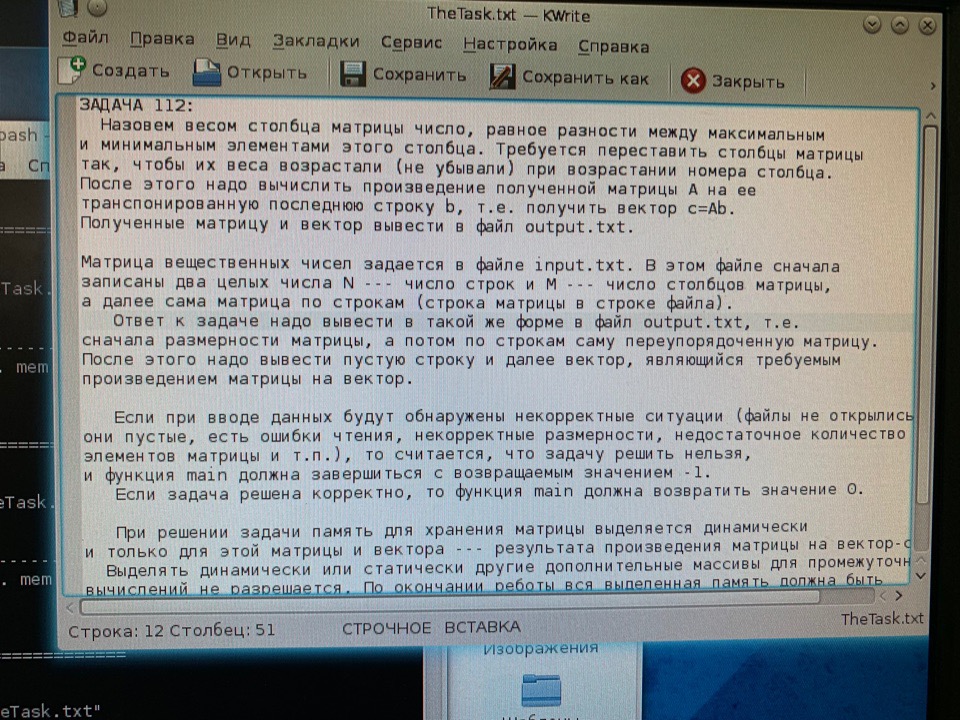 TheTask.txt — KWrite
Файл Правка Вид Закладки Сервис Настройка Справка
Создать Открыть Сохранить Сохранить как Закрыть
ЗАДАЧА 112:
Назовем весом столбца матрицы число, равное разности между максимальным
и минимальным элементами этого столбца. Требуется переставить столбцы матрицы
так, чтобы их веса возрастали (не убывали) при возрастании номера столбца.
После этого надо вычислить произведение полученной матрицы A на ее
транспонированную последнюю строку b, т.е. получить вектор c=Ab.
Полученные матрицу и вектор вывести в файл output.txt.
Матрица вещественных чисел задается в файле input.txt. В этом файле сначала
записаны два целых числа N --- число строк и M --- число столбцов матрицы,
а далее сама матрица по строкам (строка матрицы в строке файла).
Ответ к задаче надо вывести в такой же форме в файл output.txt, т.е.
сначала размерности матрицы, а потом по строкам саму переупорядоченную матрицу.
После этого надо вывести пустую строку и далее вектор, являющийся требуемым
произведением матрицы на вектор.
Если при вводе данных будут обнаружены некорректные ситуации (файлы не открылись
они пустые, есть ошибки чтения, некорректные размерности, недостаточное количество
элементов матрицы и т.п.), то считается, что задачу решить нельзя,
и функция main должна завершиться с возвращаемым значением -1.
Если задача решена корректно, то функция main должна возвратить значение 0.
При решении задачи память для хранения матрицы выделяется динамически
и только для этой матрицы и вектора --- результата произведения матрицы на вектор-с
Выделять динамически или статически другие дополнительные массивы для промежуточн
вычислений не разрешается. По окончании работы вся выделенная память должна быть
Строка: 12 Столбец: 51 СТРОЧНОЕ ВСТАВКА TheTask.txt
bash -
а Сп
Task.
. mem
eTask.
. mem
eTask.txt"
Изображения